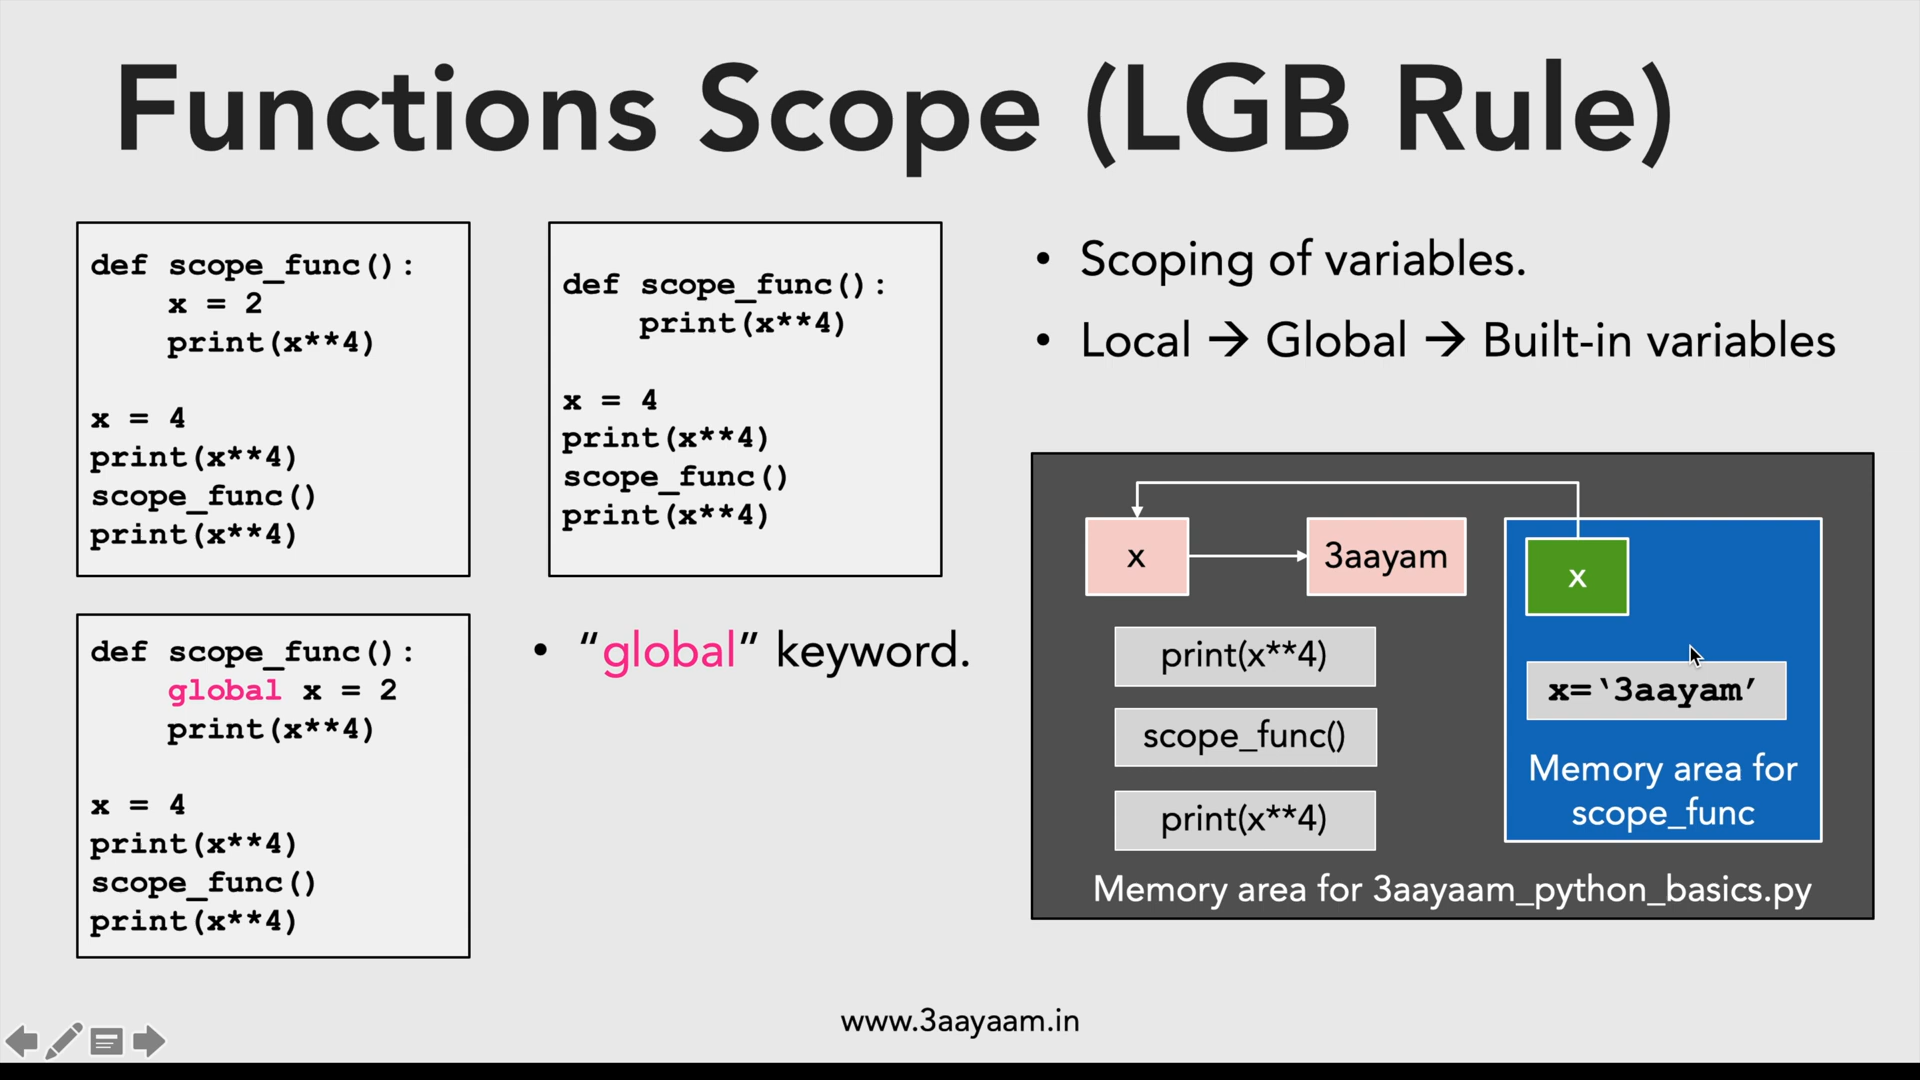 Functions Scope (LGB Rule)
def scope_func():
x = 2
print(x**4)
x = 4
print(x**4)
scope_func()
print(x**4)
def scope_func():
print(x**4)
x = 4
print(x**4)
scope_func()
print(x**4)
• Scoping of variables.
• Local → Global → Built-in variables
def scope_func():
global x = 2
print(x**4)
x = 4
print(x**4)
scope_func()
print(x**4)
• “global” keyword.
x
3aayam
x
print(x**4)
x=‘3aayam’
scope_func()
Memory area for
scope_func
print(x**4)
Memory area for 3aayaam_python_basics.py
www.3aayaam.in